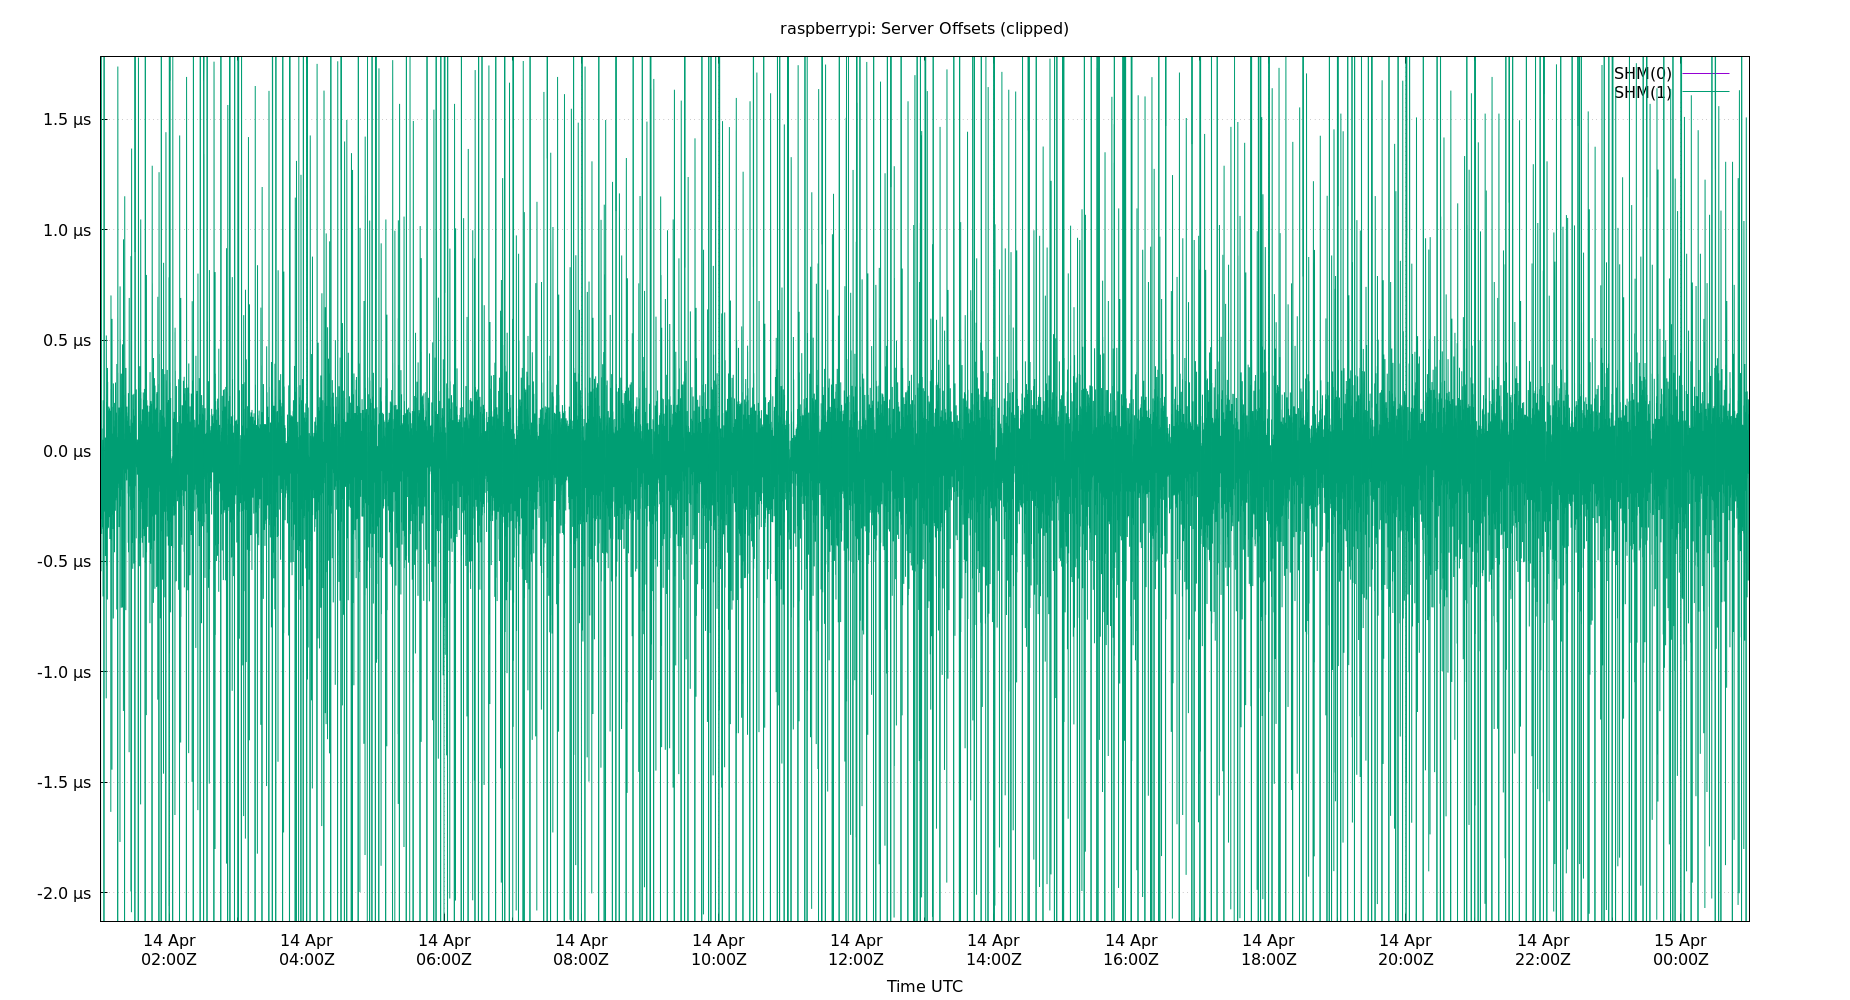 raspberrypi: Server Offsets (clipped)
SHM(0)
SHM(1)
1.5 µs
1.0 µs
0.5 µs
0.0 µs
-0.5 µs
-1.0 µs
-1.5 µs
-2.0 µs
14 Apr 14 Apr 14 Apr 14 Apr 14 Apr 14 Apr 14 Apr 14 Apr 14 Apr 14 Apr 14 Apr 15 Apr
02:00Z 04:00Z 06:00Z 08:00Z 10:00Z 12:00Z 14:00Z 16:00Z 18:00Z 20:00Z 22:00Z 00:00Z
Time UTC